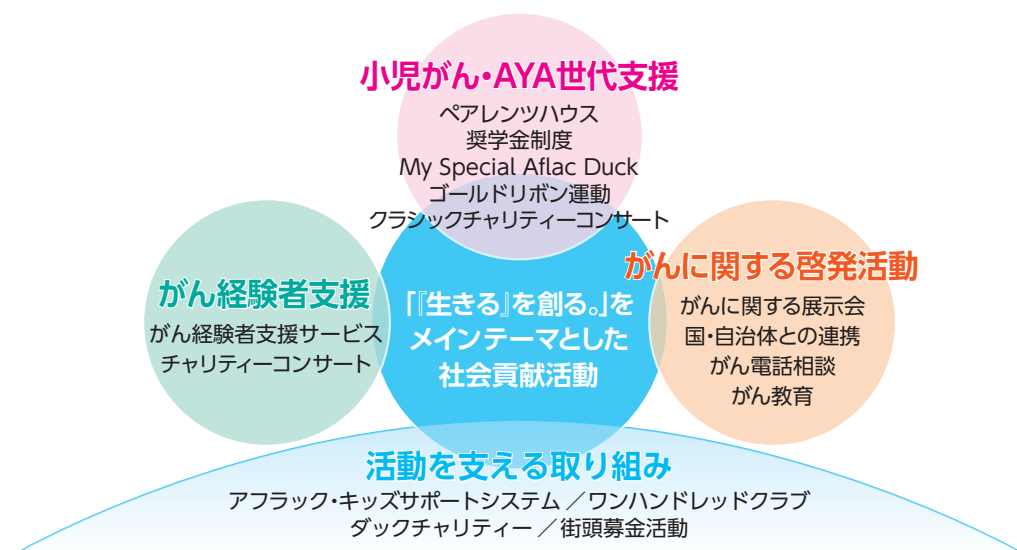 小児がん・AYA世代支援
ペアレンツハウス
奨学金制度
My Special Aflac Duck
ゴールドリボン運動
クラシックチャリティーコンサート
がん経験者支援
がん経験者支援サービス
チャリティーコンサート
「『生きる』を創る。」を
メインテーマとした
社会貢献活動
がんに関する啓発活動
がんに関する展示会
国・自治体との連携
がん電話相談
がん教育
活動を支える取り組み
アフラック・キッズサポートシステム／ワンハンドレッドクラブ
ダックチャリティー／街頭募金活動